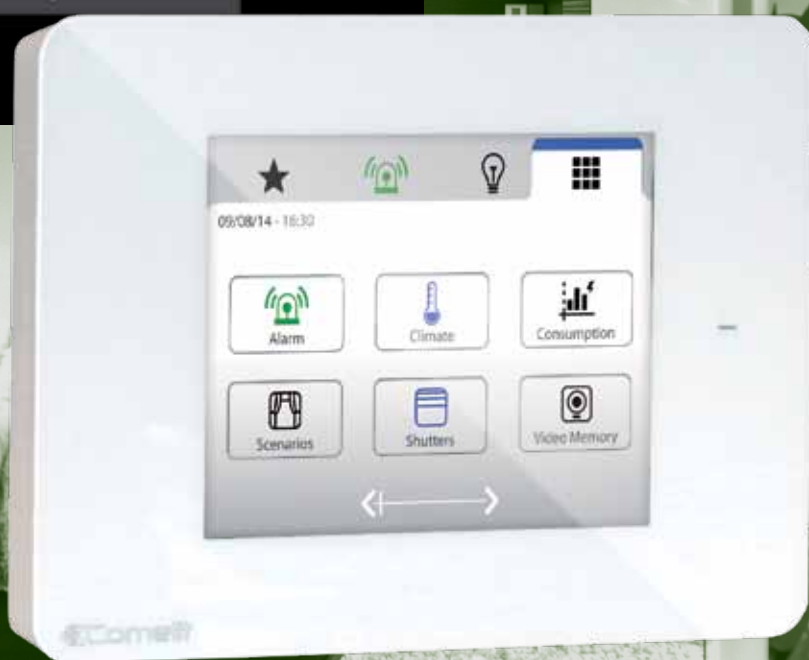 09/08/14 - 16:30
Alarm Climate Consumption
Scenarios Shutters Video Memory
Comelit